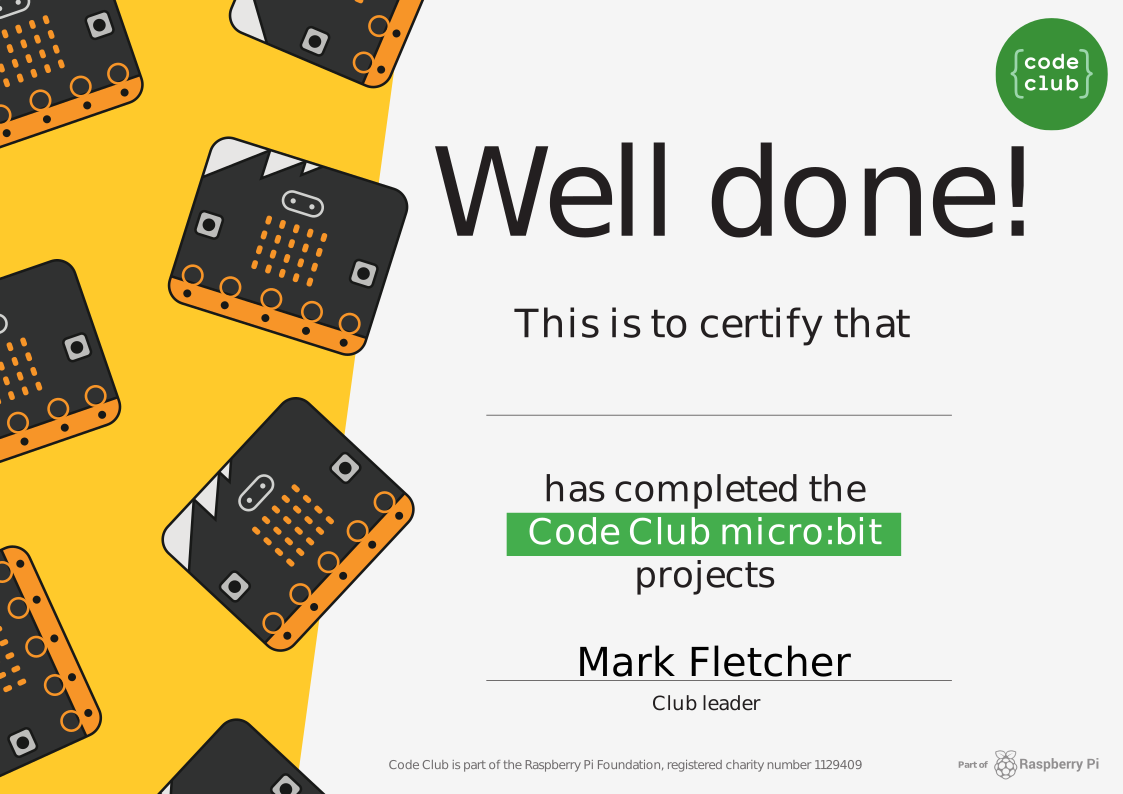 {code
club}
Well done!
This is to certify that
has completed the
Code Club micro:bit
projects
Mark Fletcher
Club leader
Code Club is part of the Raspberry Pi Foundation, registered charity number 1129409
Part of Raspberry Pi